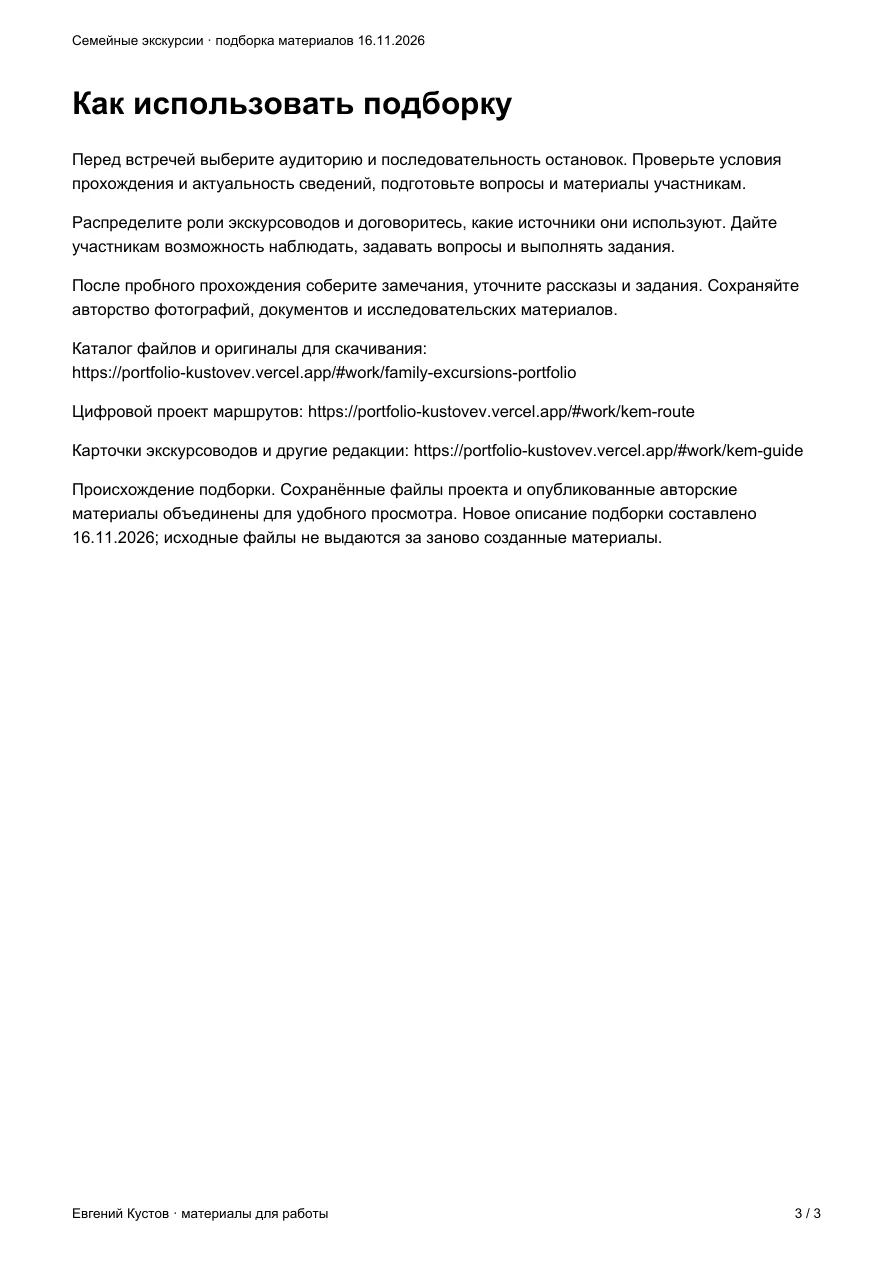 Семейные экскурсии · подборка материалов 16.11.2026
Как использовать подборку
Перед встречей выберите аудиторию и последовательность остановок. Проверьте условия
прохождения и актуальность сведений, подготовьте вопросы и материалы участникам.
Распределите роли экскурсоводов и договоритесь, какие источники они используют. Дайте
участникам возможность наблюдать, задавать вопросы и выполнять задания.
После пробного прохождения соберите замечания, уточните рассказы и задания. Сохраняйте
авторство фотографий, документов и исследовательских материалов.
Каталог файлов и оригиналы для скачивания:
https://portfolio-kustovev.vercel.app/#work/family-excursions-portfolio
Цифровой проект маршрутов: https://portfolio-kustovev.vercel.app/#work/kem-route
Карточки экскурсоводов и другие редакции: https://portfolio-kustovev.vercel.app/#work/kem-guide
Происхождение подборки. Сохранённые файлы проекта и опубликованные авторские
материалы объединены для удобного просмотра. Новое описание подборки составлено
16.11.2026; исходные файлы не выдаются за заново созданные материалы.
Евгений Кустов · материалы для работы
3 / 3